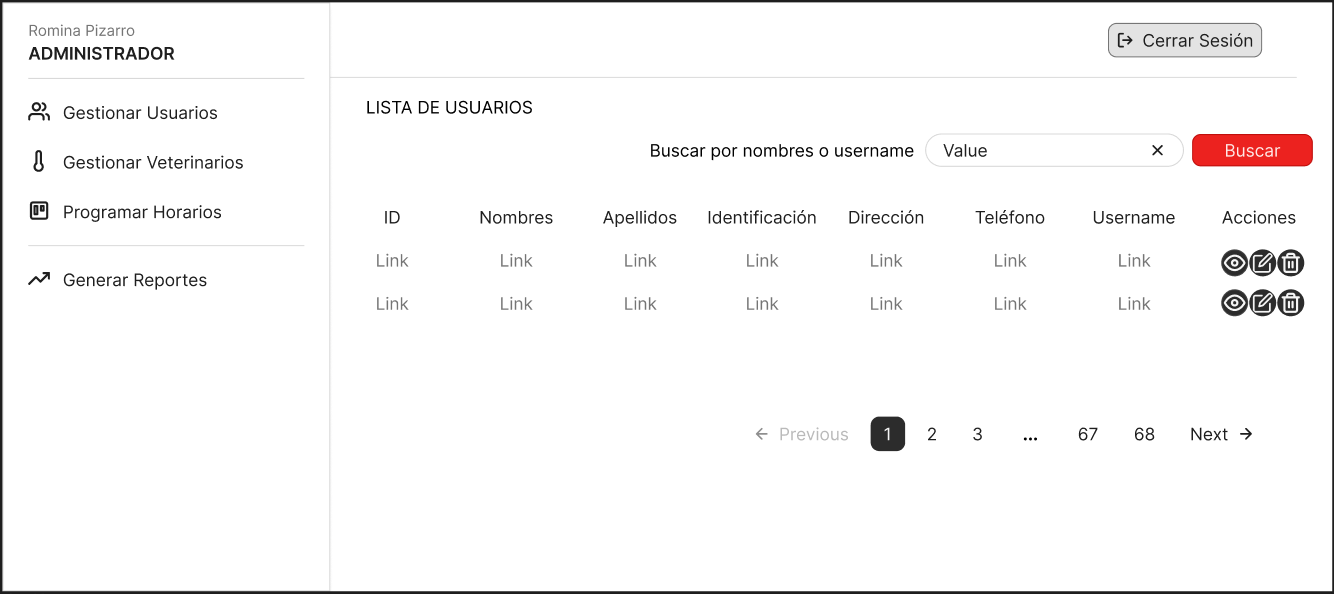 Romina Pizarro
ADMINISTRADOR
Gestionar Usuarios
Gestionar Veterinarios
Programar Horarios
Generar Reportes
Cerrar Sesión
LISTA DE USUARIOS
Buscar por nombres o username Value Buscar
ID Nombres Apellidos Identificación Dirección Teléfono Username Acciones
Link Link Link Link Link Link Link
Link Link Link Link Link Link Link
Previous 1 2 3 ... 67 68 Next